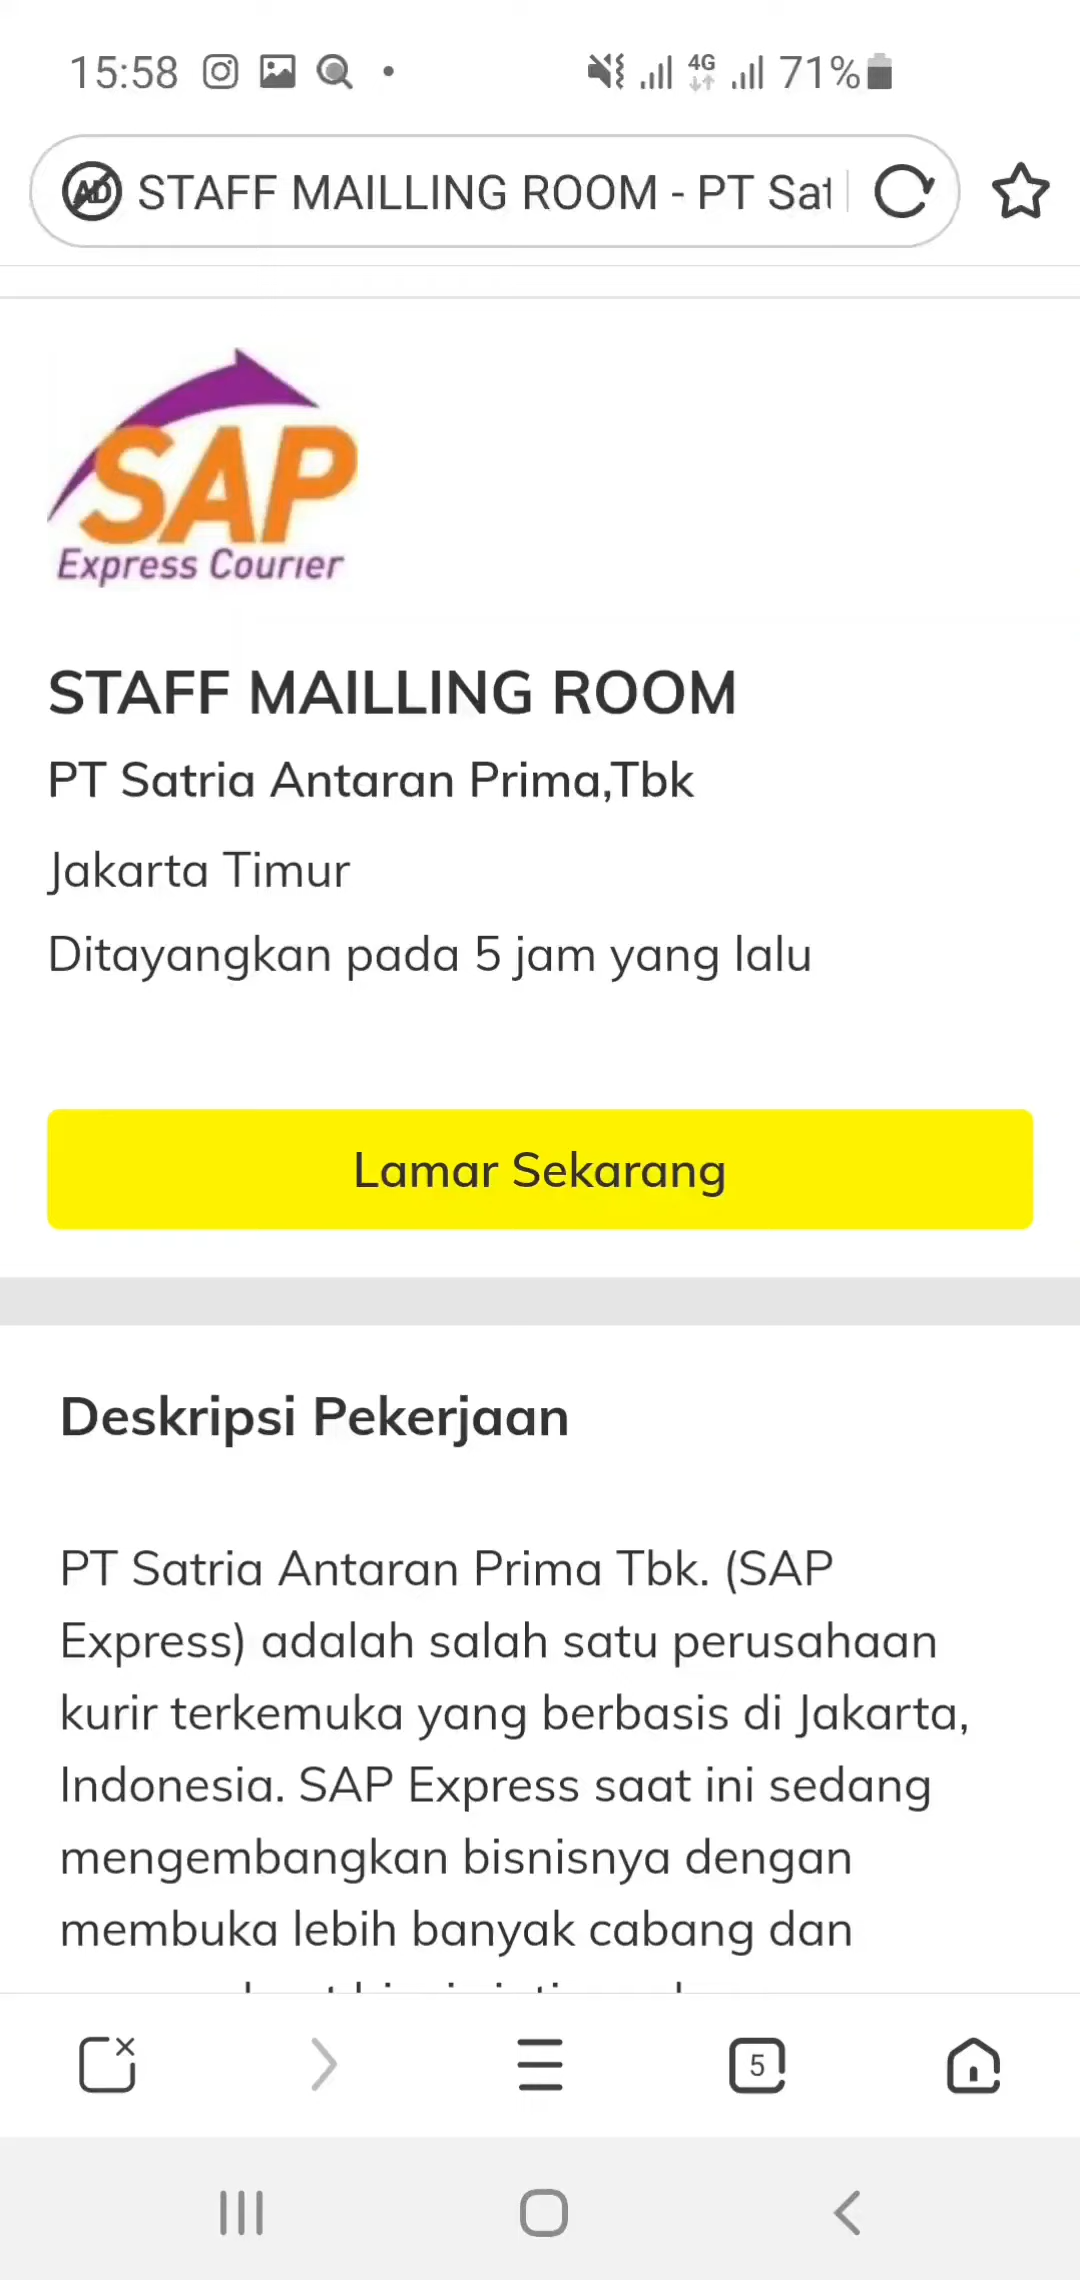 15:58 4G 71%
AD STAFF MAILLING ROOM - PT Sat
SAP
Express Courier
STAFF MAILLING ROOM
PT Satria Antaran Prima,Tbk
Jakarta Timur
Ditayangkan pada 5 jam yang lalu
Lamar Sekarang
Deskripsi Pekerjaan
PT Satria Antaran Prima Tbk. (SAP
Express) adalah salah satu perusahaan
kurir terkemuka yang berbasis di Jakarta,
Indonesia. SAP Express saat ini sedang
mengembangkan bisnisnya dengan
membuka lebih banyak cabang dan
5